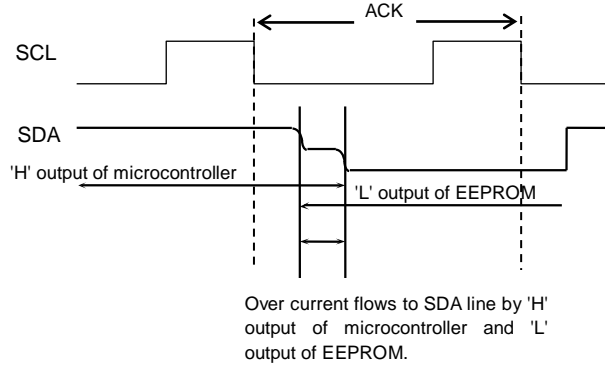 ACK
SCL
SDA
'H' output of microcontroller
'L' output of EEPROM
Over current flows to SDA line by 'H'
output of microcontroller and 'L'
output of EEPROM.